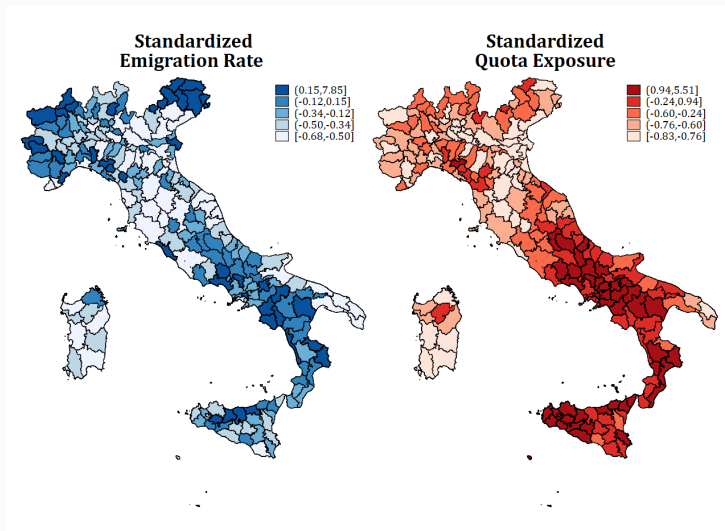 Standardized
Emigration Rate
(0.15,7.85]
(-0.12,0.15]
(-0.34,-0.12]
(-0.50,-0.34]
[-0.68,-0.50]
Standardized
Quota Exposure
(0.94,5.51]
(-0.24,0.94]
(-0.60,-0.24]
(-0.76,-0.60]
[-0.83,-0.76]